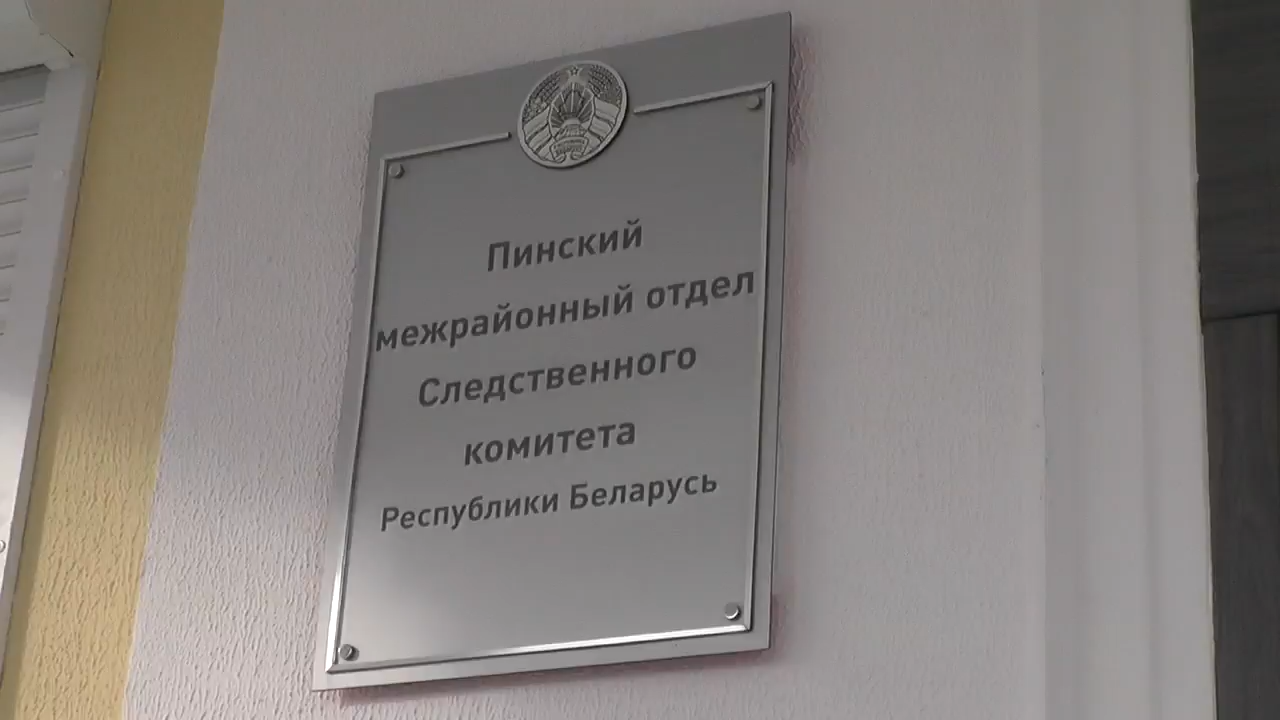 Пинский
межрайонный отдел
Следственного
комитета
Республики Беларусь